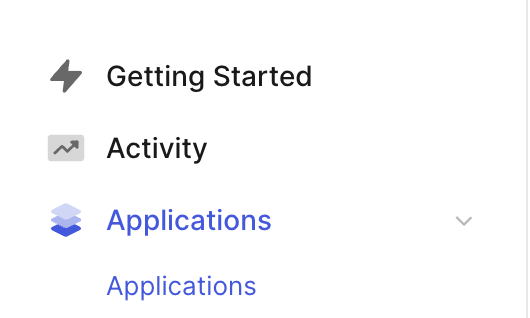 Getting Started
Activity
Applications
Applications